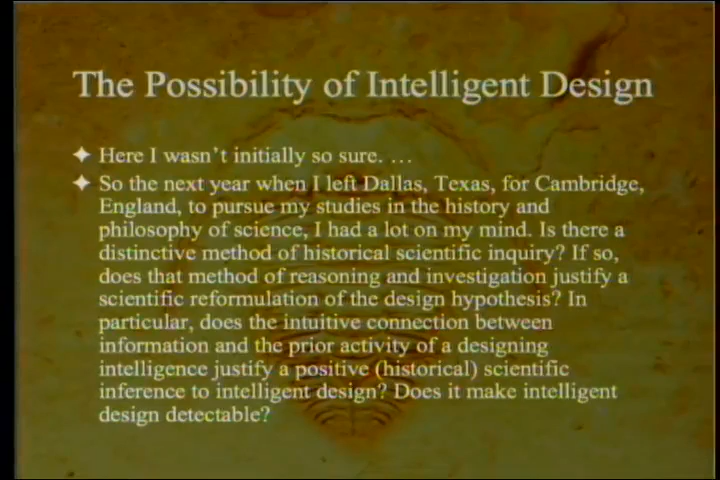 The Possibility of Intelligent Design
Here I wasn't initially so sure. …
So the next year when I left Dallas, Texas, for Cambridge,
England, to pursue my studies in the history and
philosophy of science, I had a lot on my mind. Is there a
distinctive method of historical scientific inquiry? If so,
does that method of reasoning and investigation justify a
scientific reformulation of the design hypothesis? In
particular, does the intuitive connection between
information and the prior activity of a designing
intelligence justify a positive (historical) scientific
inference to intelligent design? Does it make intelligent
design detectable?